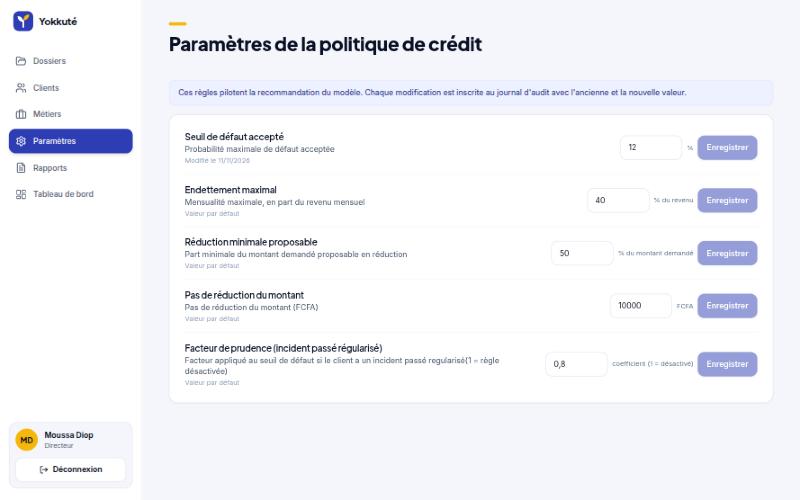 Yokkuté
Dossiers
Clients
Métiers
Paramètres
Rapports
Tableau de bord
MD
Moussa Diop
Directeur
Déconnexion
Paramètres de la politique de crédit
Ces règles pilotent la recommandation du modèle. Chaque modification est inscrite au journal d'audit avec l'ancienne et la nouvelle valeur.
Seuil de défaut accepté
Probabilité maximale de défaut acceptée
Modifié le 11/11/2026
12 % Enregistrer
Endettement maximal
Mensualité maximale, en part du revenu mensuel
Valeur par défaut
40 % du revenu Enregistrer
Réduction minimale proposable
Part minimale du montant demandé proposable en réduction
Valeur par défaut
50 % du montant demandé Enregistrer
Pas de réduction du montant
Pas de réduction du montant (FCFA)
Valeur par défaut
10000 FCFA Enregistrer
Facteur de prudence (incident passé régularisé)
Facteur appliqué au seuil de défaut si le client a un incident passé regularisé(1 = règle
désactivée)
Valeur par défaut
0,8 coefficient (1 = désactivé) Enregistrer